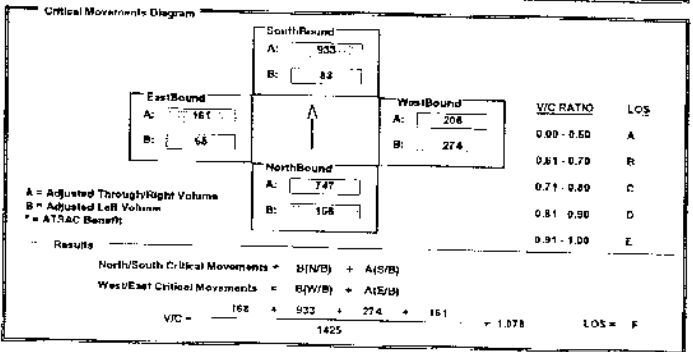 Critical Movements Diagram
SouthBound
A: 933
B: 83
EastBound
A: 161
B: 68
WestBound
A: 208
B: 274
NorthBound
A: 747
B: 168
V/C RATIO LOS
0.00 - 0.60 A
0.61 - 0.70 B
0.71 - 0.80 C
0.81 - 0.90 D
0.91 - 1.00 E
A = Adjusted Through/Right Volume
B = Adjusted Left Volume
* = ATSAC Benefit
Results
North/South Critical Movements = B(N/B) + A(S/B)
West/East Critical Movements = B(W/B) + A(E/B)
V/C = 168 + 933 + 274 + 161 = 1.078 LOS = F
1425